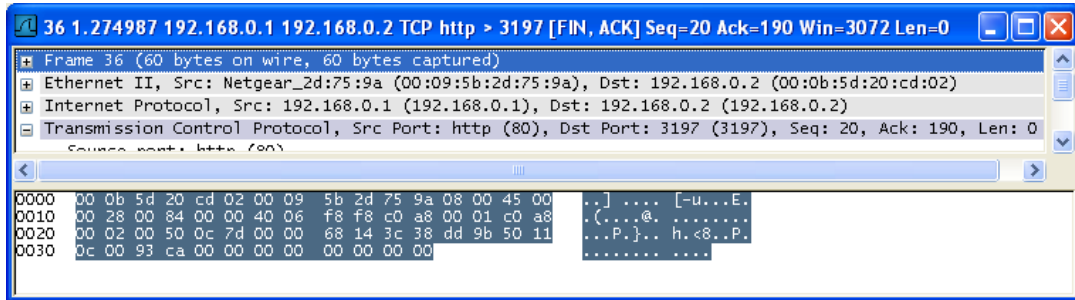 36 1.274987 192.168.0.1 192.168.0.2 TCP http > 3197 [FIN, ACK] Seq=20 Ack=190 Win=3072 Len=0
Frame 36 (60 bytes on wire, 60 bytes captured)
Ethernet II, Src: Netgear_2d:75:9a (00:09:5b:2d:75:9a), Dst: 192.168.0.2 (00:0b:5d:20:cd:02)
Internet Protocol, Src: 192.168.0.1 (192.168.0.1), Dst: 192.168.0.2 (192.168.0.2)
Transmission Control Protocol, Src Port: http (80), Dst Port: 3197 (3197), Seq: 20, Ack: 190, Len: 0
Source port: http (80)
0000 00 0b 5d 20 cd 02 00 09 5b 2d 75 9a 08 00 45 00 ..] .... [-u...E.
0010 00 28 00 84 00 00 40 06 f8 f8 c0 a8 00 01 c0 a8 .(....@. ........
0020 00 02 00 50 0c 7d 00 00 68 14 3c 38 dd 9b 50 11 ...P.}.. h.<8..P.
0030 0c 00 93 ca 00 00 00 00 00 00 00 00 ........ ....